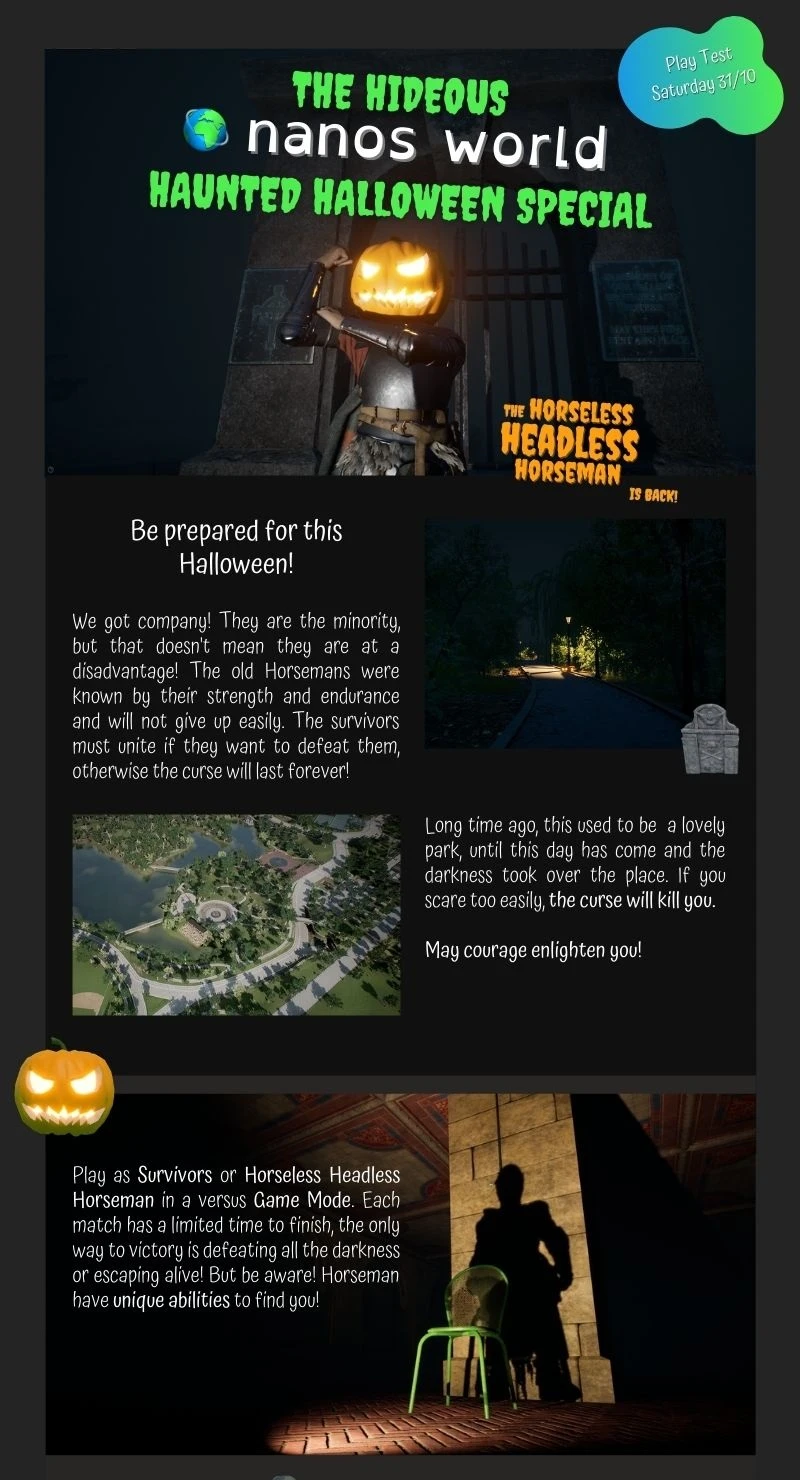 Play Test
Saturday 31/10
THE HIDEOUS
nanos world
HAUNTED HALLOWEEN SPECIAL
THE HORSELESS
HEADLESS
HORSEMAN
IS BACK!
Be prepared for this
Halloween!
We got company! They are the minority,
but that doesn't mean they are at a
disadvantage! The old Horsemans were
known by their strength and endurance
and will not give up easily. The survivors
must unite if they want to defeat them,
otherwise the curse will last forever!
Long time ago, this used to be a lovely
park, until this day has come and the
darkness took over the place. If you
scare too easily, the curse will kill you.
May courage enlighten you!
Play as Survivors or Horseless Headless
Horseman in a versus Game Mode. Each
match has a limited time to finish, the only
way to victory is defeating all the darkness
or escaping alive! But be aware! Horseman
have unique abilities to find you!